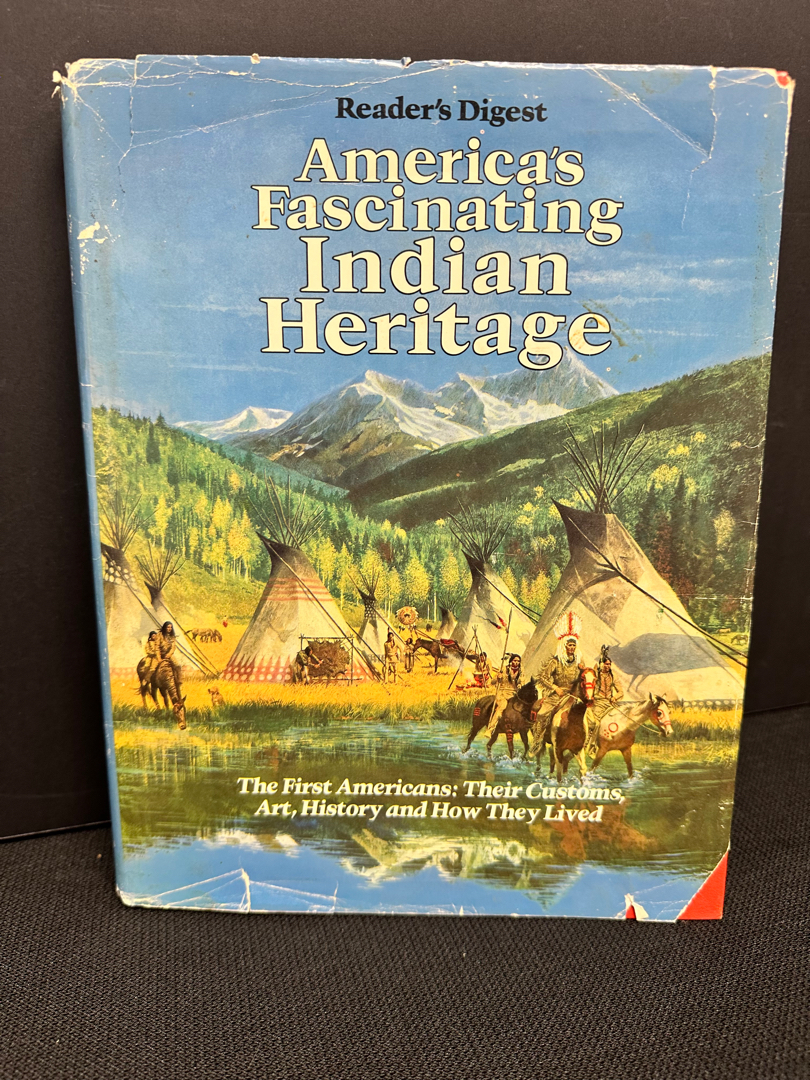 Reader's Digest
America's
Fascinating
Indian
Heritage
The First Americans: Their Customs,
Art, History and How They Lived